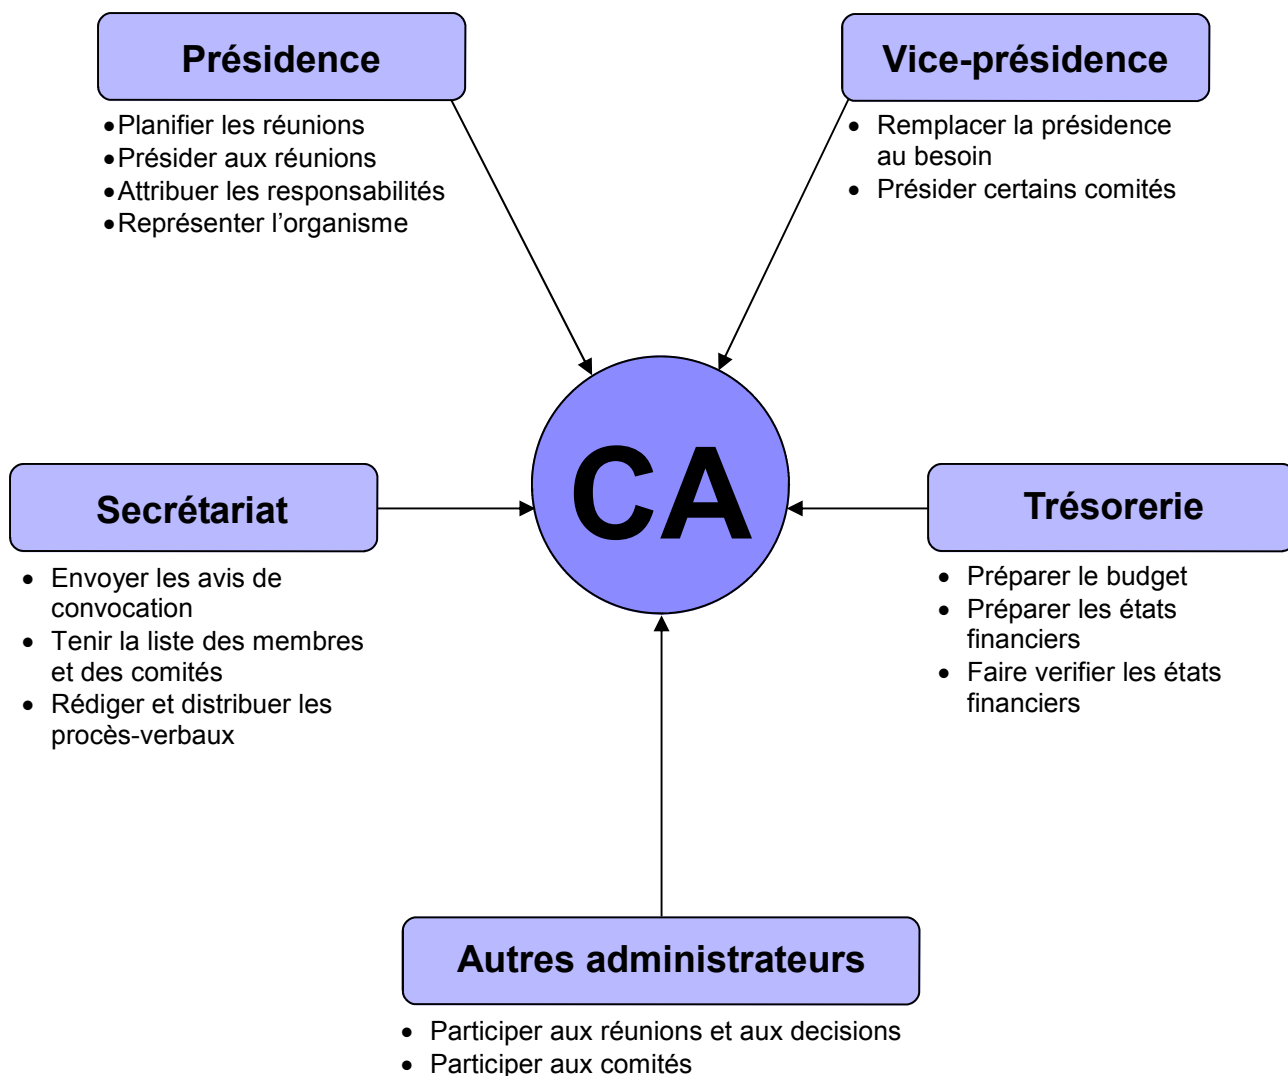 Présidence
•Planifier les réunions
•Présider aux réunions
•Attribuer les responsabilités
•Représenter l’organisme
Vice-présidence
• Remplacer la présidence
au besoin
• Présider certains comités
CA
Secrétariat
• Envoyer les avis de
convocation
• Tenir la liste des membres
et des comités
• Rédiger et distribuer les
procès-verbaux
Trésorerie
• Préparer le budget
• Préparer les états
financiers
• Faire verifier les états
financiers
Autres administrateurs
• Participer aux réunions et aux decisions
• Participer aux comités